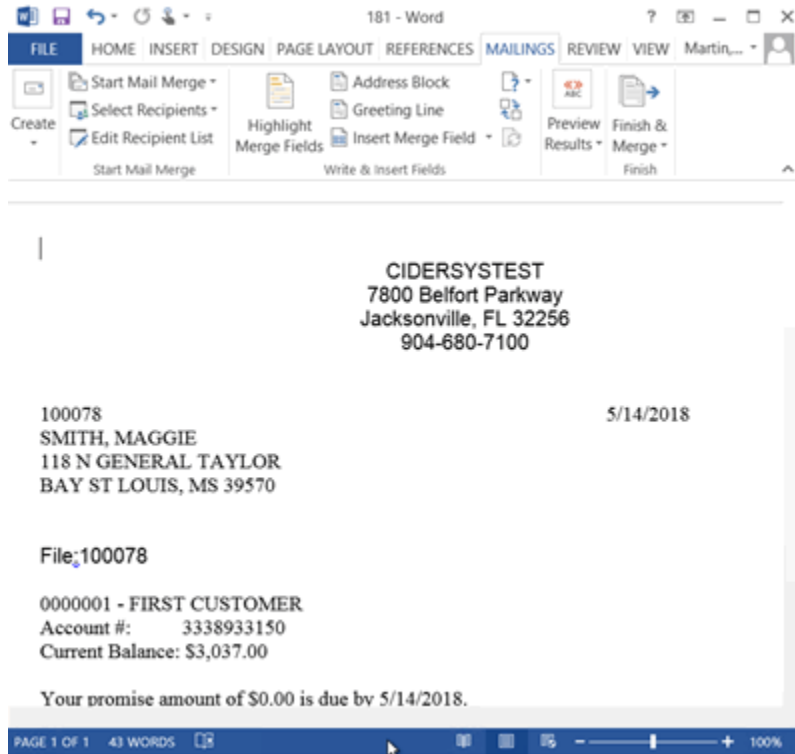 181 - Word
?
FILE HOME INSERT DESIGN PAGE LAYOUT REFERENCES MAILINGS REVIEW VIEW Martin,...
Create
Start Mail Merge
Select Recipients
Edit Recipient List
Start Mail Merge
Highlight
Merge Fields
Address Block
Greeting Line
Insert Merge Field
Write & Insert Fields
ABC
Preview
Results
Finish &
Merge
Finish
CIDERSYSTEST
7800 Belfort Parkway
Jacksonville, FL 32256
904-680-7100
100078 5/14/2018
SMITH, MAGGIE
118 N GENERAL TAYLOR
BAY ST LOUIS, MS 39570
File:100078
0000001 - FIRST CUSTOMER
Account #: 3338933150
Current Balance: $3,037.00
Your promise amount of $0.00 is due by 5/14/2018.
PAGE 1 OF 1 43 WORDS 100%